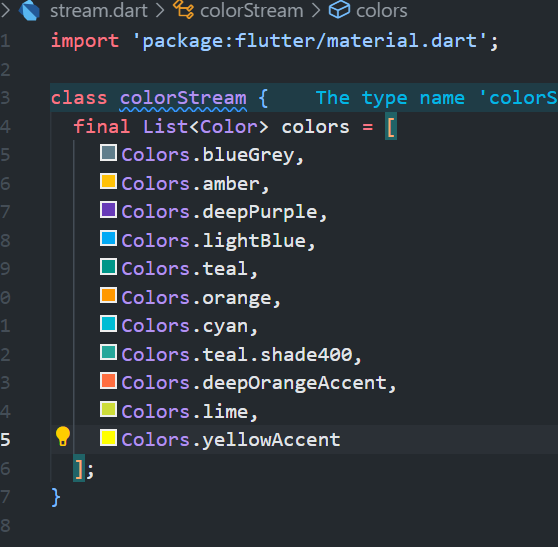 stream.dart > colorStream > colors
1 import 'package:flutter/material.dart';
2
3 class colorStream { The type name 'colorS
4 final List<Color> colors = [
5 Colors.blueGrey,
6 Colors.amber,
7 Colors.deepPurple,
8 Colors.lightBlue,
9 Colors.teal,
0 Colors.orange,
1 Colors.cyan,
2 Colors.teal.shade400,
3 Colors.deepOrangeAccent,
4 Colors.lime,
5 Colors.yellowAccent
6 ];
7 }
8